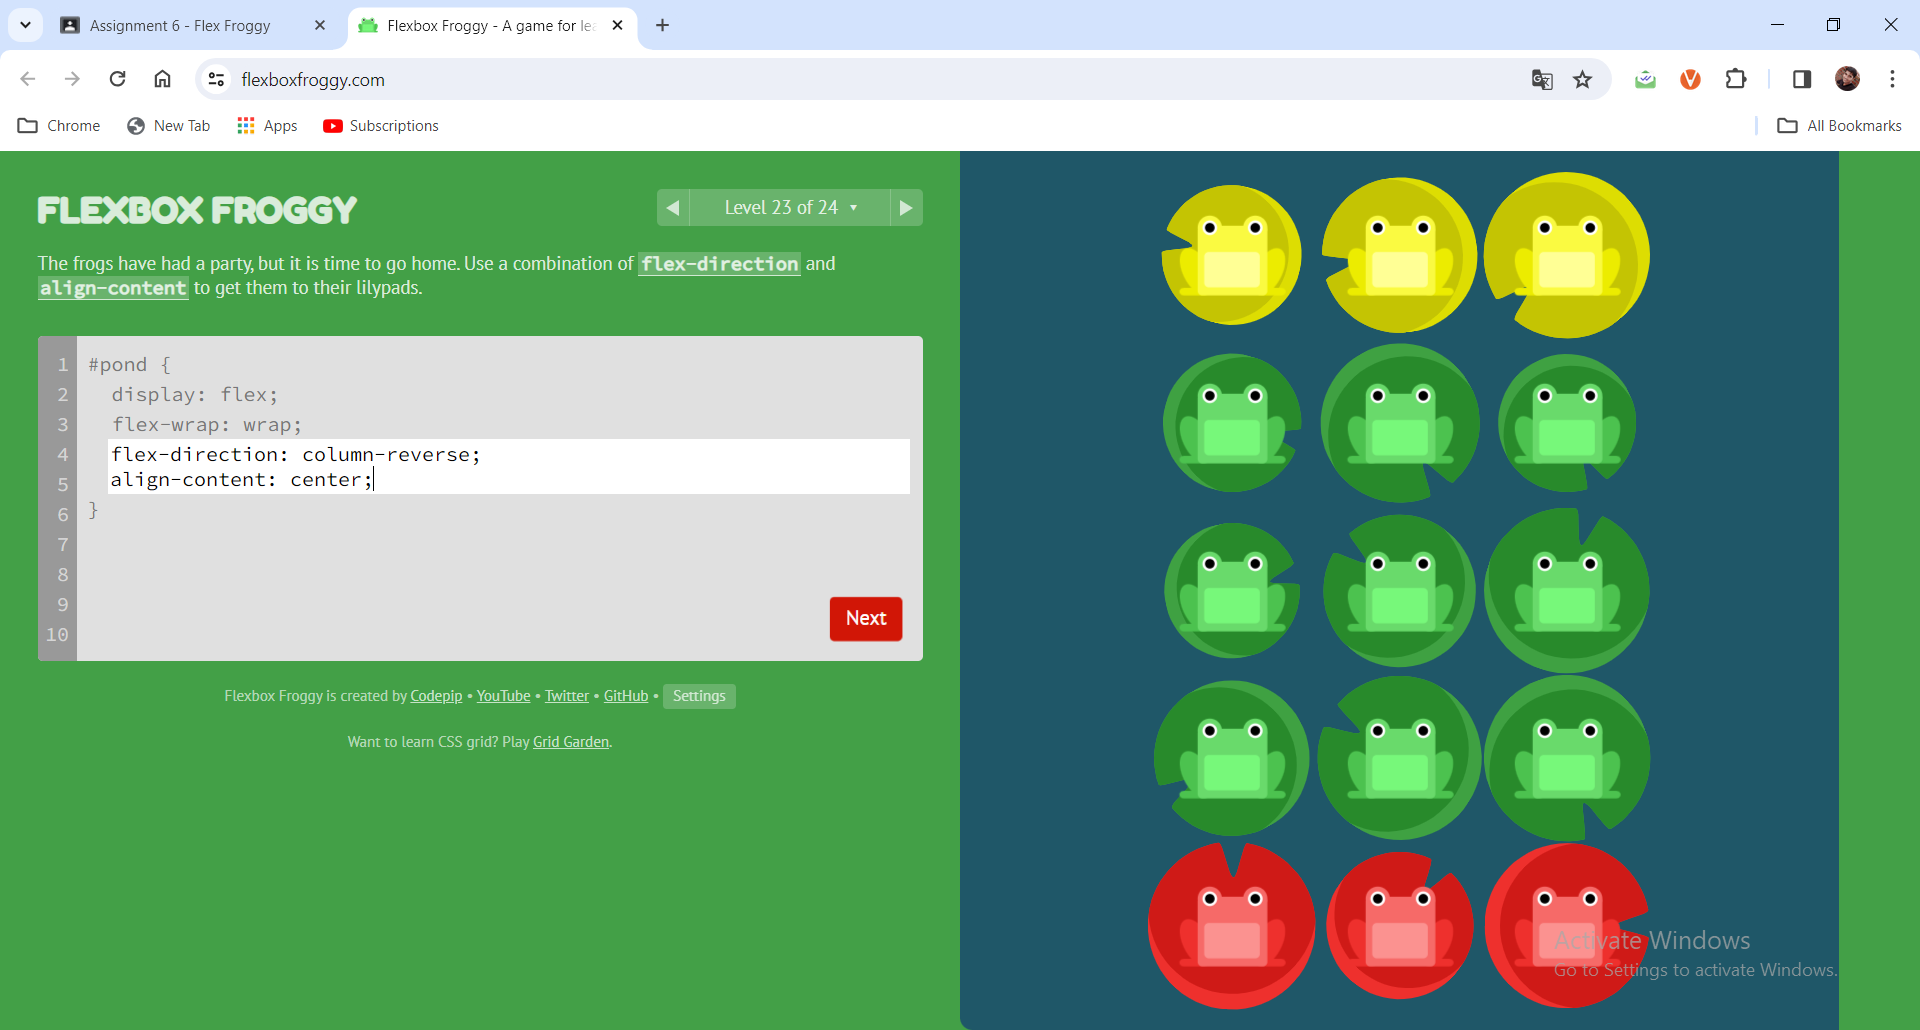 Assignment 6 - Flex Froggy
Flexbox Froggy - A game for lea
flexboxfroggy.com
Chrome
New Tab
Apps
Subscriptions
All Bookmarks
FLEXBOX FROGGY
Level 23 of 24
The frogs have had a party, but it is time to go home. Use a combination of flex-direction and
align-content to get them to their lilypads.
1 #pond {
2 display: flex;
3 flex-wrap: wrap;
4 flex-direction: column-reverse;
5 align-content: center;
6 }
7
8
9
10
Next
Flexbox Froggy is created by Codepip • YouTube • Twitter • GitHub • Settings
Want to learn CSS grid? Play Grid Garden.
Activate Windows
Go to Settings to activate Windows.